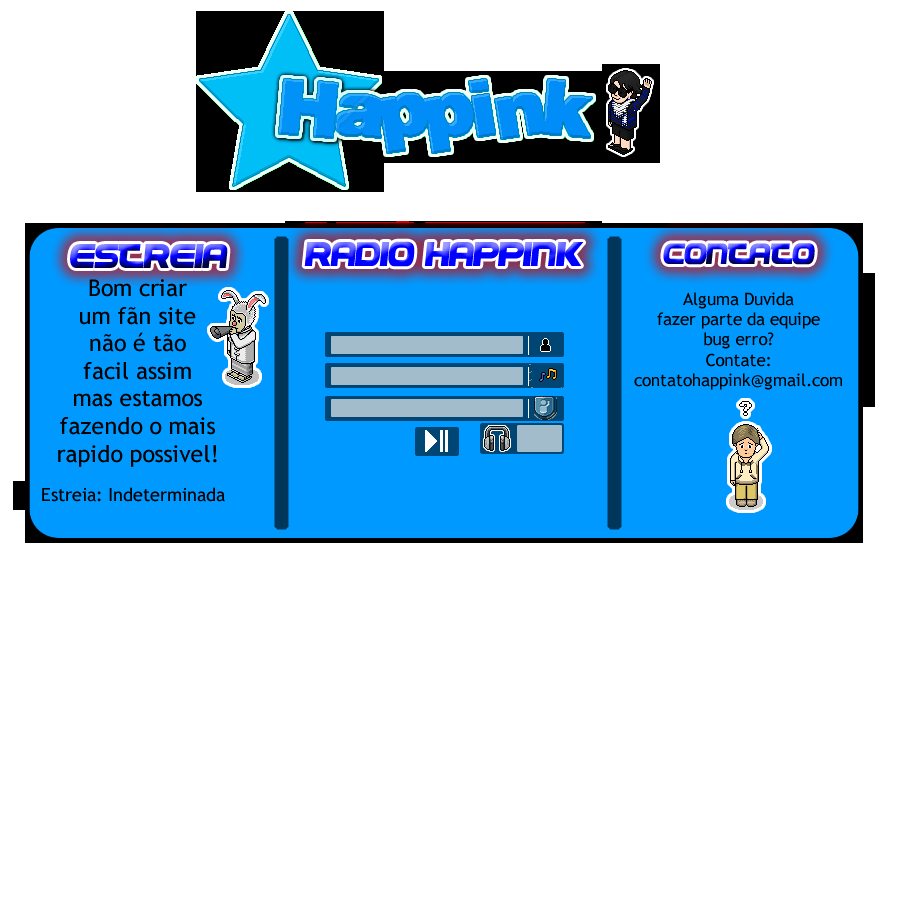 Happink
ESTREIA
Bom criar
um fãn site
não é tão
facil assim
mas estamos
fazendo o mais
rapido possivel!
Estreia: Indeterminada
RADIO HAPPINK
CONTATO
Alguma Duvida
fazer parte da equipe
bug erro?
Contate:
contatohappink@gmail.com
?